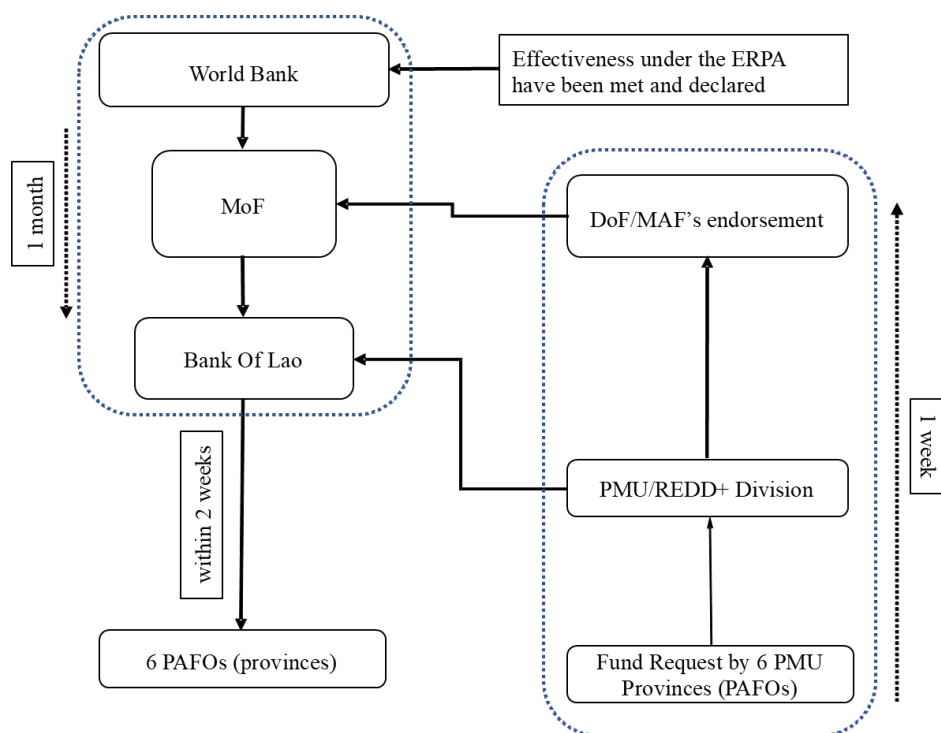 World Bank
Effectiveness under the ERPA
have been met and declared
1 month
MoF
DoF/MAF’s endorsement
Bank Of Lao
1 week
within 2 weeks
PMU/REDD+ Division
6 PAFOs (provinces)
Fund Request by 6 PMU
Provinces (PAFOs)